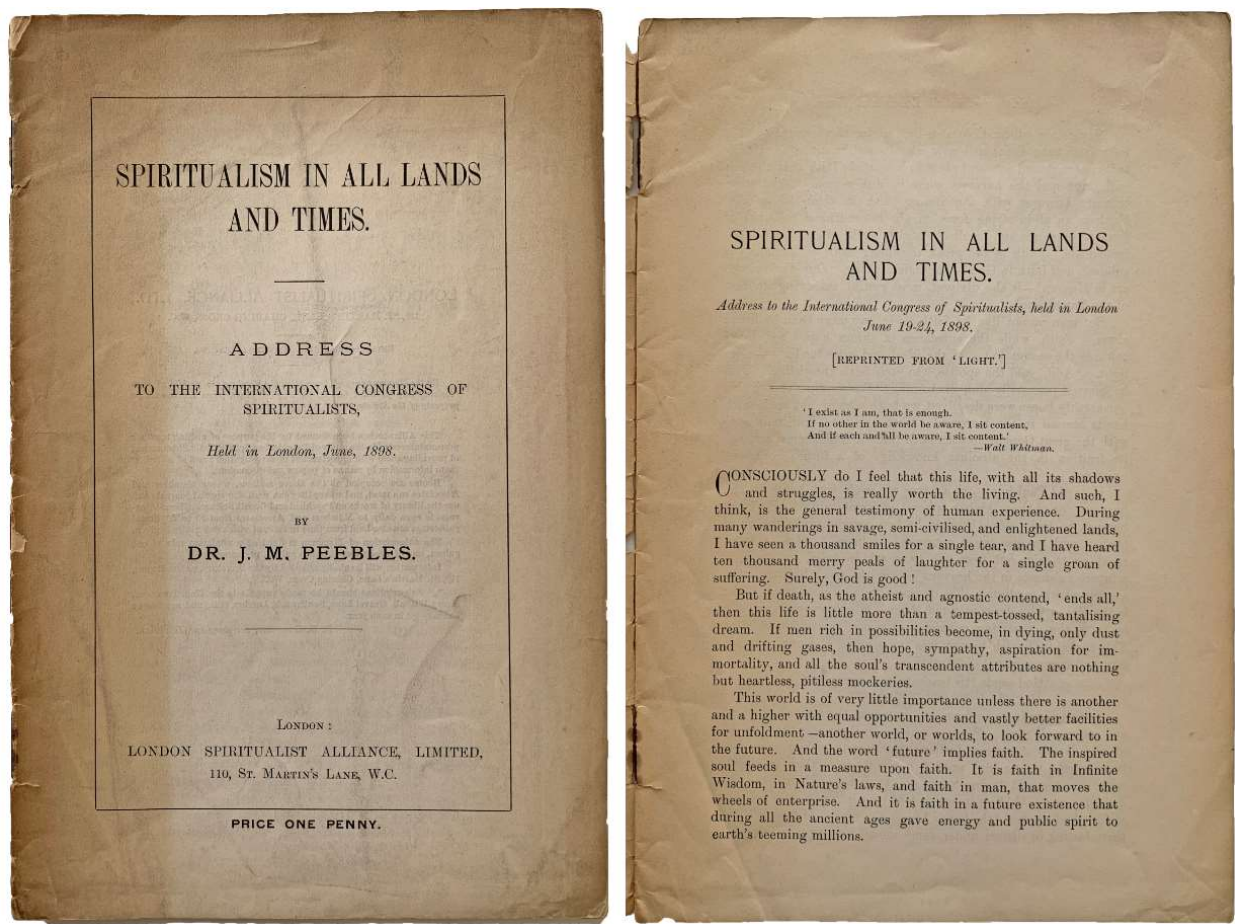 SPIRITUALISM IN ALL LANDS
AND TIMES.
ADDRESS
TO THE INTERNATIONAL CONGRESS OF
SPIRITUALISTS,
Held in London, June, 1898.
BY
DR. J. M. PEEBLES.
LONDON:
LONDON SPIRITUALIST ALLIANCE, LIMITED,
110, ST. MARTIN'S LANE, W.C.
PRICE ONE PENNY.
SPIRITUALISM IN ALL LANDS
AND TIMES.
Address to the International Congress of Spiritualists, held in London
June 19-24, 1898.
[REPRINTED FROM 'LIGHT.']
'I exist as I am, that is enough.
If no other in the world be aware, I sit content,
And if each and all be aware, I sit content.'
—Walt Whitman.
CONSCIOUSLY do I feel that this life, with all its shadows
and struggles, is really worth the living. And such, I
think, is the general testimony of human experience. During
many wanderings in savage, semi-civilised, and enlightened lands,
I have seen a thousand smiles for a single tear, and I have heard
ten thousand merry peals of laughter for a single groan of
suffering. Surely, God is good!
But if death, as the atheist and agnostic contend, 'ends all,'
then this life is little more than a tempest-tossed, tantalising
dream. If men rich in possibilities become, in dying, only dust
and drifting gases, then hope, sympathy, aspiration for im-
mortality, and all the soul's transcendent attributes are nothing
but heartless, pitiless mockeries.
This world is of very little importance unless there is another
and a higher with equal opportunities and vastly better facilities
for unfoldment—another world, or worlds, to look forward to in
the future. And the word 'future' implies faith. The inspired
soul feeds in a measure upon faith. It is faith in Infinite
Wisdom, in Nature's laws, and faith in man, that moves the
wheels of enterprise. And it is faith in a future existence that
during all the ancient ages gave energy and public spirit to
earth's teeming millions.